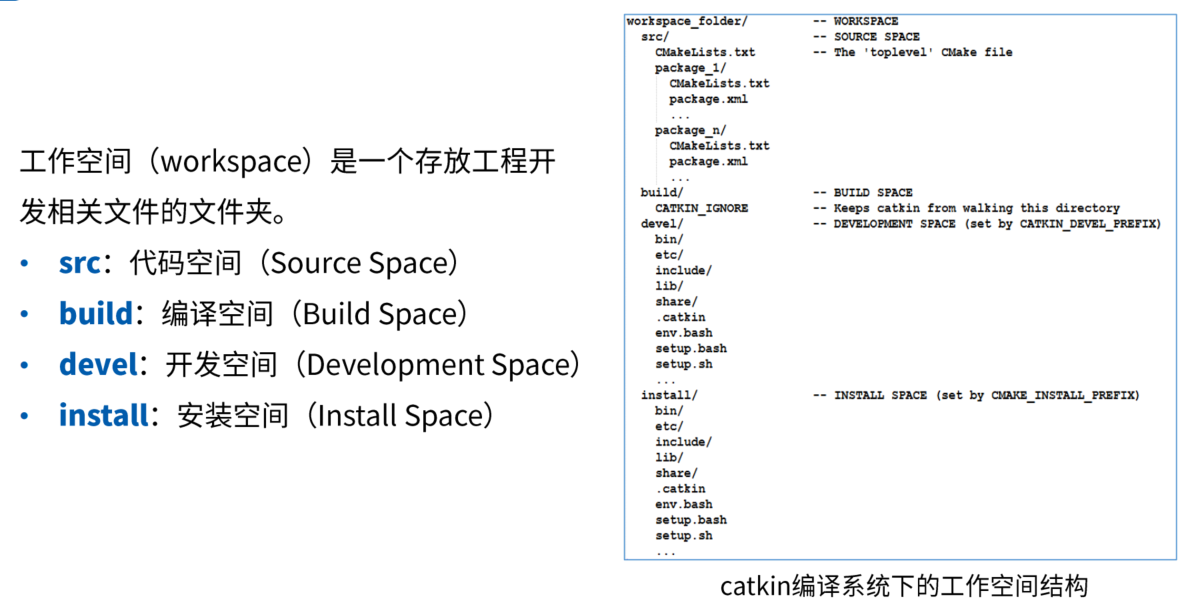 工作空间（workspace）是一个存放工程开
发相关文件的文件夹。
• src：代码空间（Source Space）
• build：编译空间（Build Space）
• devel：开发空间（Development Space）
• install：安装空间（Install Space）
workspace_folder/ -- WORKSPACE
src/ -- SOURCE SPACE
CMakeLists.txt -- The 'toplevel' CMake file
package_1/
CMakeLists.txt
package.xml
...
package_n/
CMakeLists.txt
package.xml
...
build/ -- BUILD SPACE
CATKIN_IGNORE -- Keeps catkin from walking this directory
devel/ -- DEVELOPMENT SPACE (set by CATKIN_DEVEL_PREFIX)
bin/
etc/
include/
lib/
share/
.catkin
env.bash
setup.bash
setup.sh
...
install/ -- INSTALL SPACE (set by CMAKE_INSTALL_PREFIX)
bin/
etc/
include/
lib/
share/
.catkin
env.bash
setup.bash
setup.sh
...
catkin编译系统下的工作空间结构